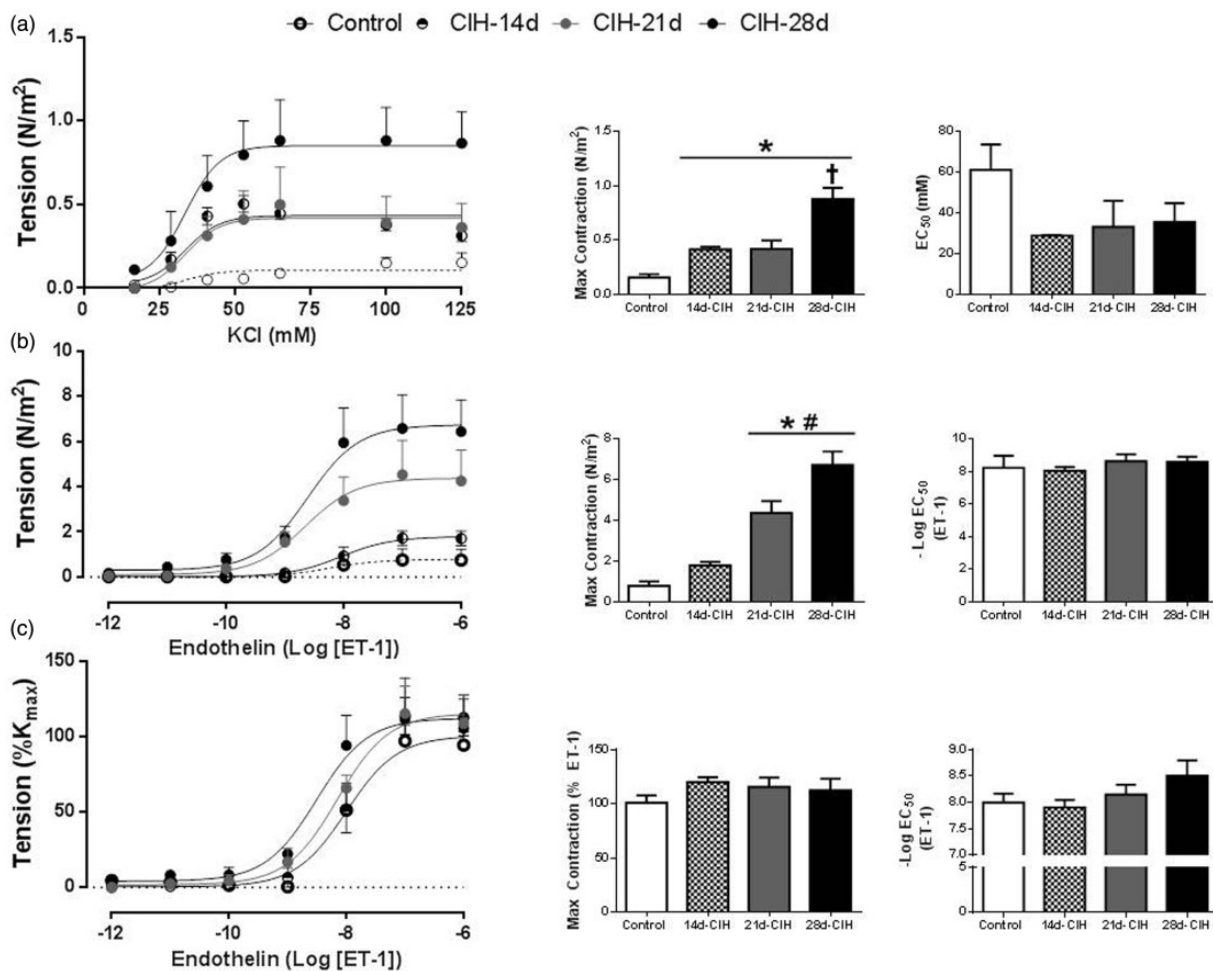 (a)
Control CIH-14d CIH-21d CIH-28d
Tension (N/m²)
1.5
1.0
0.5
0.0
0 25 50 75 100 125
KCl (mM)
Max Contraction (N/m²)
1.5
1.0
0.5
0.0
*
†
Control 14d-CIH 21d-CIH 28d-CIH
EC₅₀ (mM)
80
60
40
20
0
Control 14d-CIH 21d-CIH 28d-CIH
(b)
Tension (N/m²)
10
8
6
4
2
0
-12 -10 -8 -6
Endothelin (Log [ET-1])
Max Contraction (N/m²)
8
6
4
2
0
* #
Control 14d-CIH 21d-CIH 28d-CIH
- Log EC₅₀
(ET-1)
10
8
6
4
2
0
Control 14d-CIH 21d-CIH 28d-CIH
(c)
Tension (%Kmax)
150
100
50
0
-12 -10 -8 -6
Endothelin (Log [ET-1])
Max Contraction (% ET-1)
150
100
50
0
Control 14d-CIH 21d-CIH 28d-CIH
-Log EC₅₀
(ET-1)
9.0
8.5
8.0
7.5
7.0
5
0
Control 14d-CIH 21d-CIH 28d-CIH